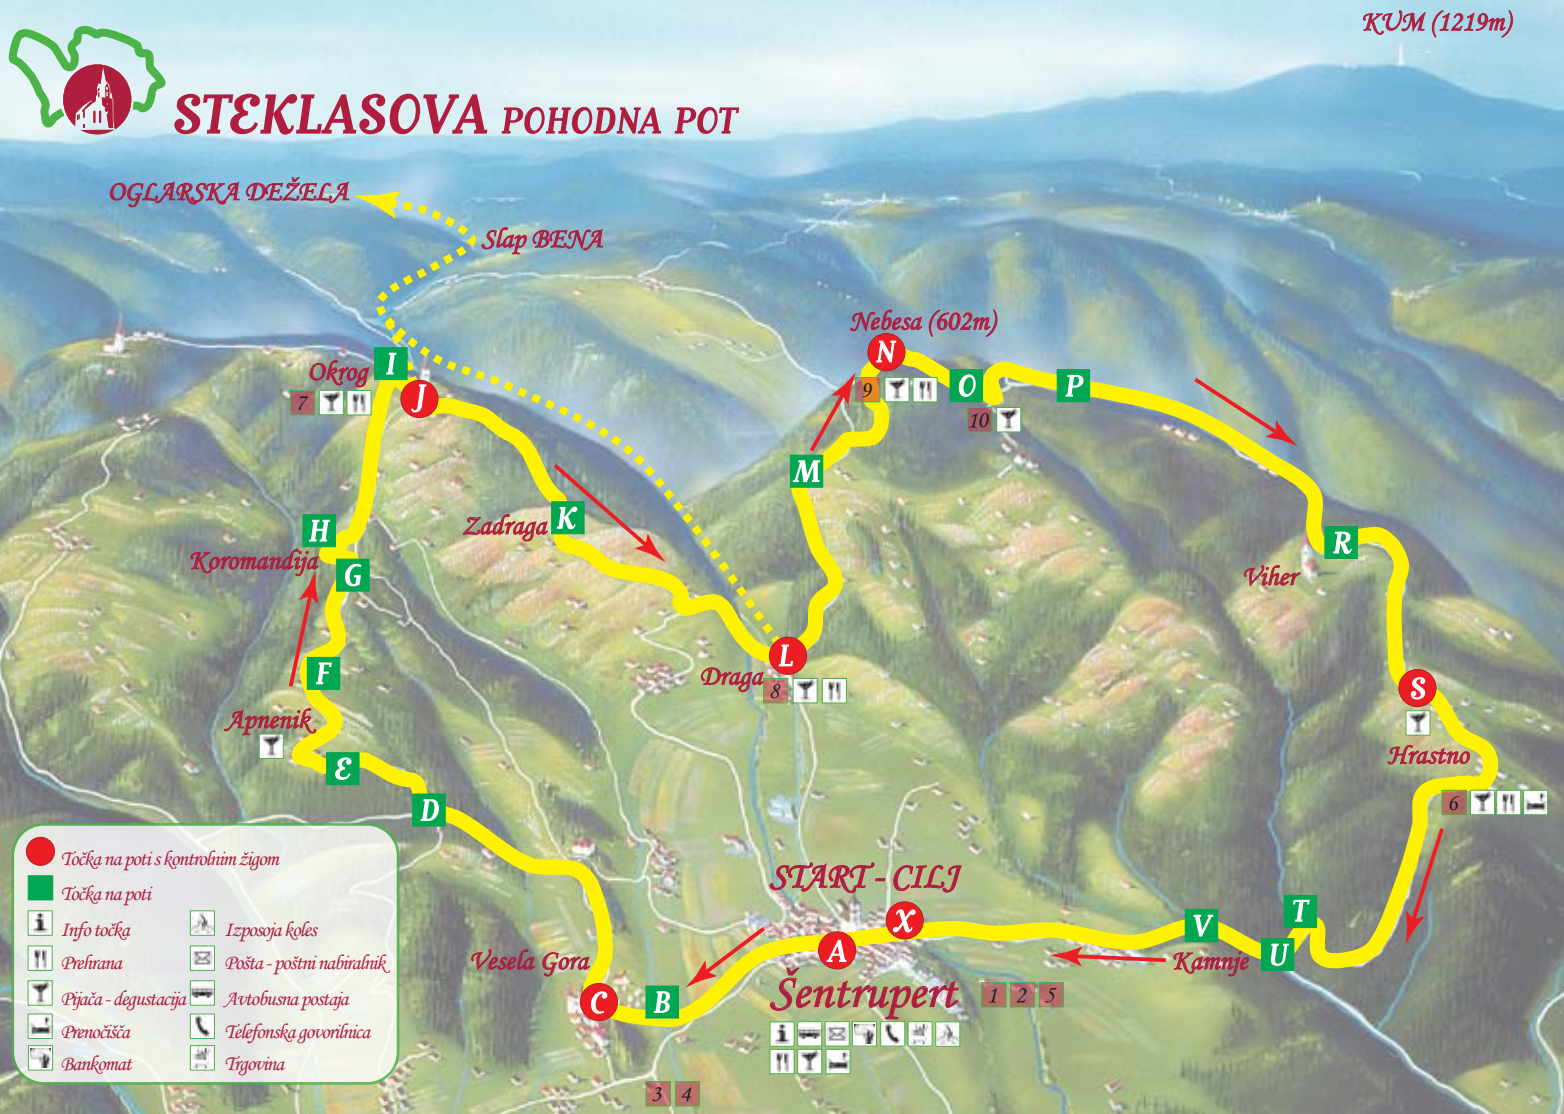 KUM (1219m)
STEKLASOVA POHODNA POT
OGLARSKA DEŽELA
Slap BENA
Nebesa (602m)
N
I
Okrog
7
J
9
O
P
10
M
H
Zadraga
K
Koromandija
G
R
Viher
F
L
Draga
8
S
Apnenik
Hrastno
E
D
6
START - CILJ
X
A
T
V
U
Kamnje
Vesela Gora
C
B
Šentrupert
1 2 5
3 4
Točka na poti s kontrolnim žigom
Točka na poti
i Info točka
Izposoja koles
Prehrana
Pošta - poštni nabiralnik
Pijača - degustacija
Avtobusna postaja
Prenočišča
Telefonska govorilnica
Bankomat
Trgovina
i